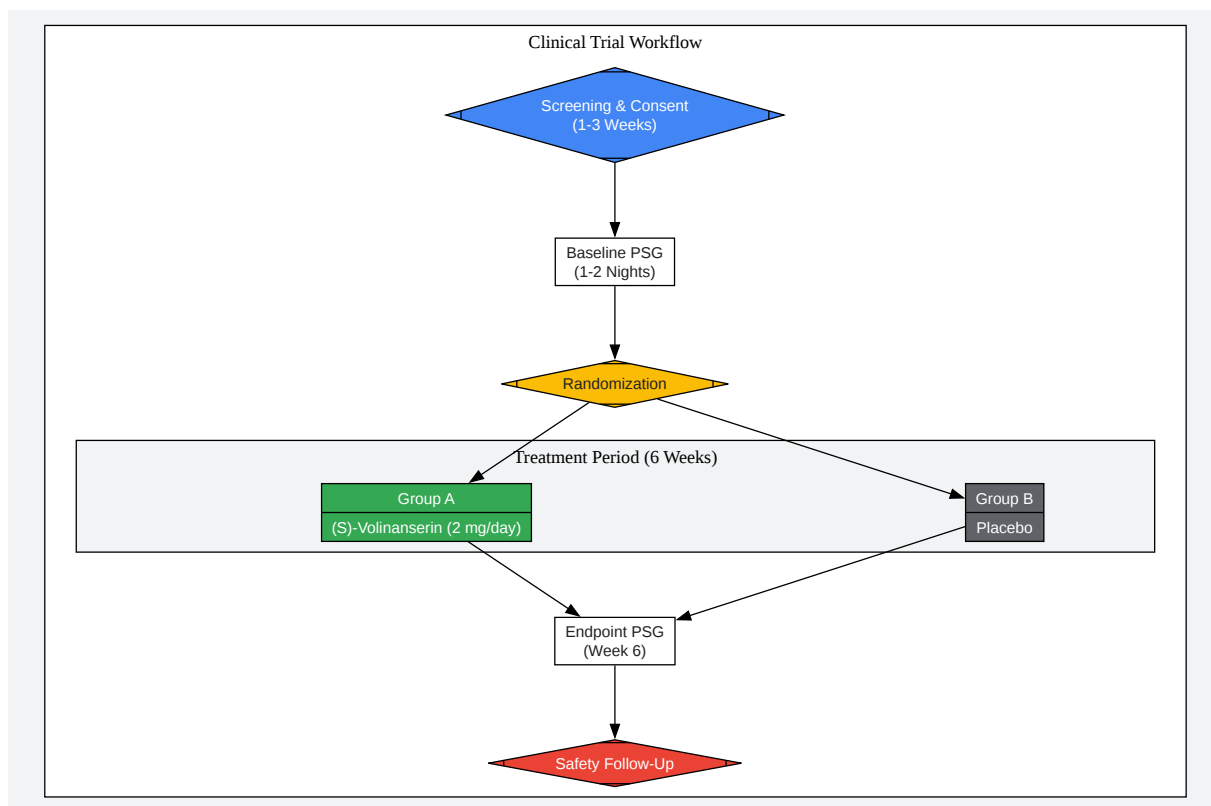 Clinical Trial Workflow
Screening & Consent
(1-3 Weeks)
Baseline PSG
(1-2 Nights)
Randomization
Treatment Period (6 Weeks)
Group A
(S)-Volinanserin (2 mg/day)
Group B
Placebo
Endpoint PSG
(Week 6)
Safety Follow-Up